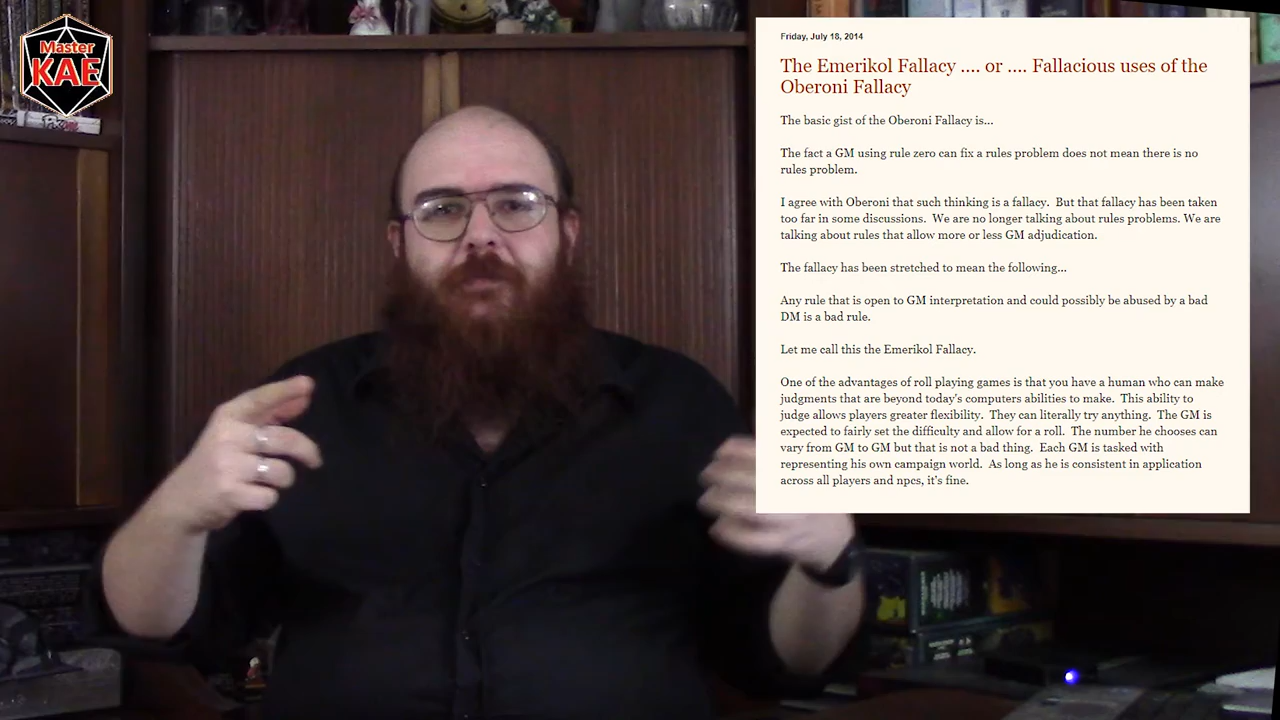 Master
KAE
Friday, July 18, 2014
The Emerikol Fallacy .... or .... Fallacious uses of the
Oberoni Fallacy
The basic gist of the Oberoni Fallacy is...
The fact a GM using rule zero can fix a rules problem does not mean there is no
rules problem.
I agree with Oberoni that such thinking is a fallacy. But that fallacy has been taken
too far in some discussions. We are no longer talking about rules problems. We are
talking about rules that allow more or less GM adjudication.
The fallacy has been stretched to mean the following...
Any rule that is open to GM interpretation and could possibly be abused by a bad
DM is a bad rule.
Let me call this the Emerikol Fallacy.
One of the advantages of roll playing games is that you have a human who can make
judgments that are beyond today's computers abilities to make. This ability to
judge allows players greater flexibility. They can literally try anything. The GM is
expected to fairly set the difficulty and allow for a roll. The number he chooses can
vary from GM to GM but that is not a bad thing. Each GM is tasked with
representing his own campaign world. As long as he is consistent in application
across all players and npcs, it's fine.